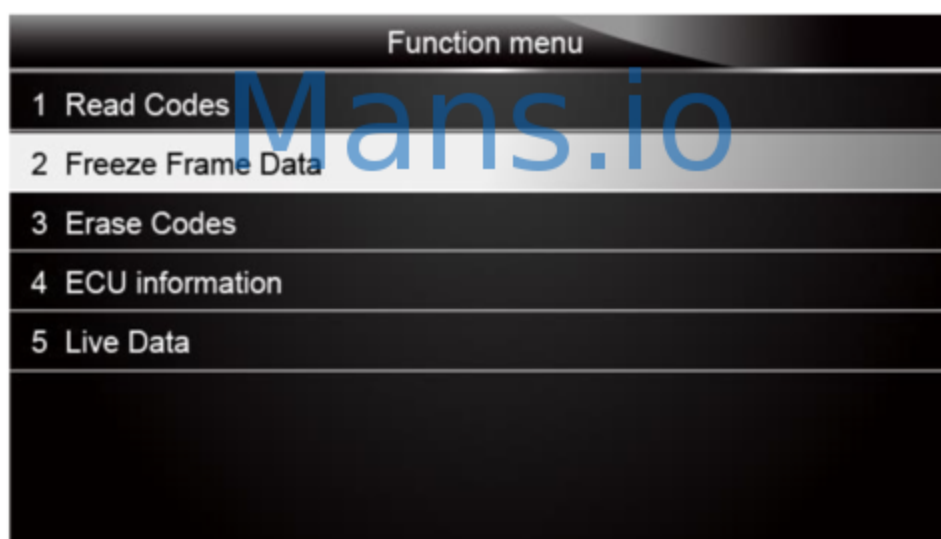 Function menu
1 Read Codes
Mans.io
2 Freeze Frame Data
3 Erase Codes
4 ECU information
5 Live Data